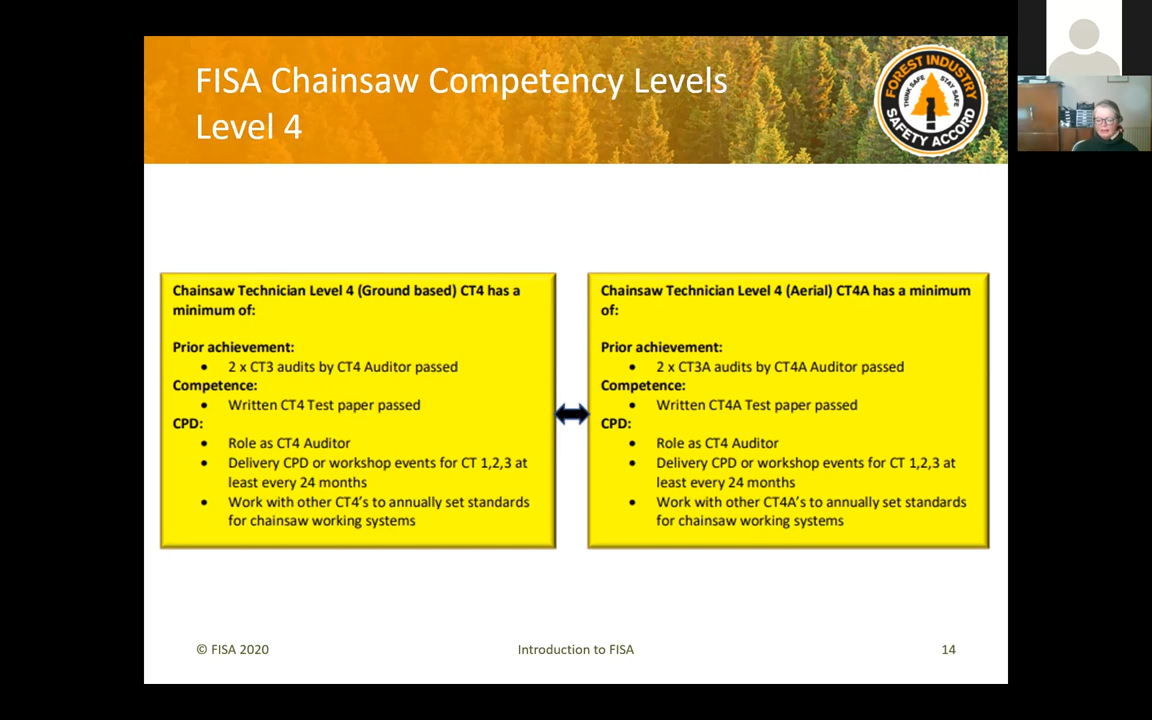 FISA Chainsaw Competency Levels
Level 4
FOREST INDUSTRY
THINK SAFE
STAY SAFE
SAFETY ACCORD
Chainsaw Technician Level 4 (Ground based) CT4 has a
minimum of:
Prior achievement:
• 2 x CT3 audits by CT4 Auditor passed
Competence:
• Written CT4 Test paper passed
CPD:
• Role as CT4 Auditor
• Delivery CPD or workshop events for CT 1,2,3 at
least every 24 months
• Work with other CT4’s to annually set standards
for chainsaw working systems
Chainsaw Technician Level 4 (Aerial) CT4A has a minimum
of:
Prior achievement:
• 2 x CT3A audits by CT4A Auditor passed
Competence:
• Written CT4A Test paper passed
CPD:
• Role as CT4 Auditor
• Delivery CPD or workshop events for CT 1,2,3 at
least every 24 months
• Work with other CT4A’s to annually set standards
for chainsaw working systems
© FISA 2020
Introduction to FISA
14